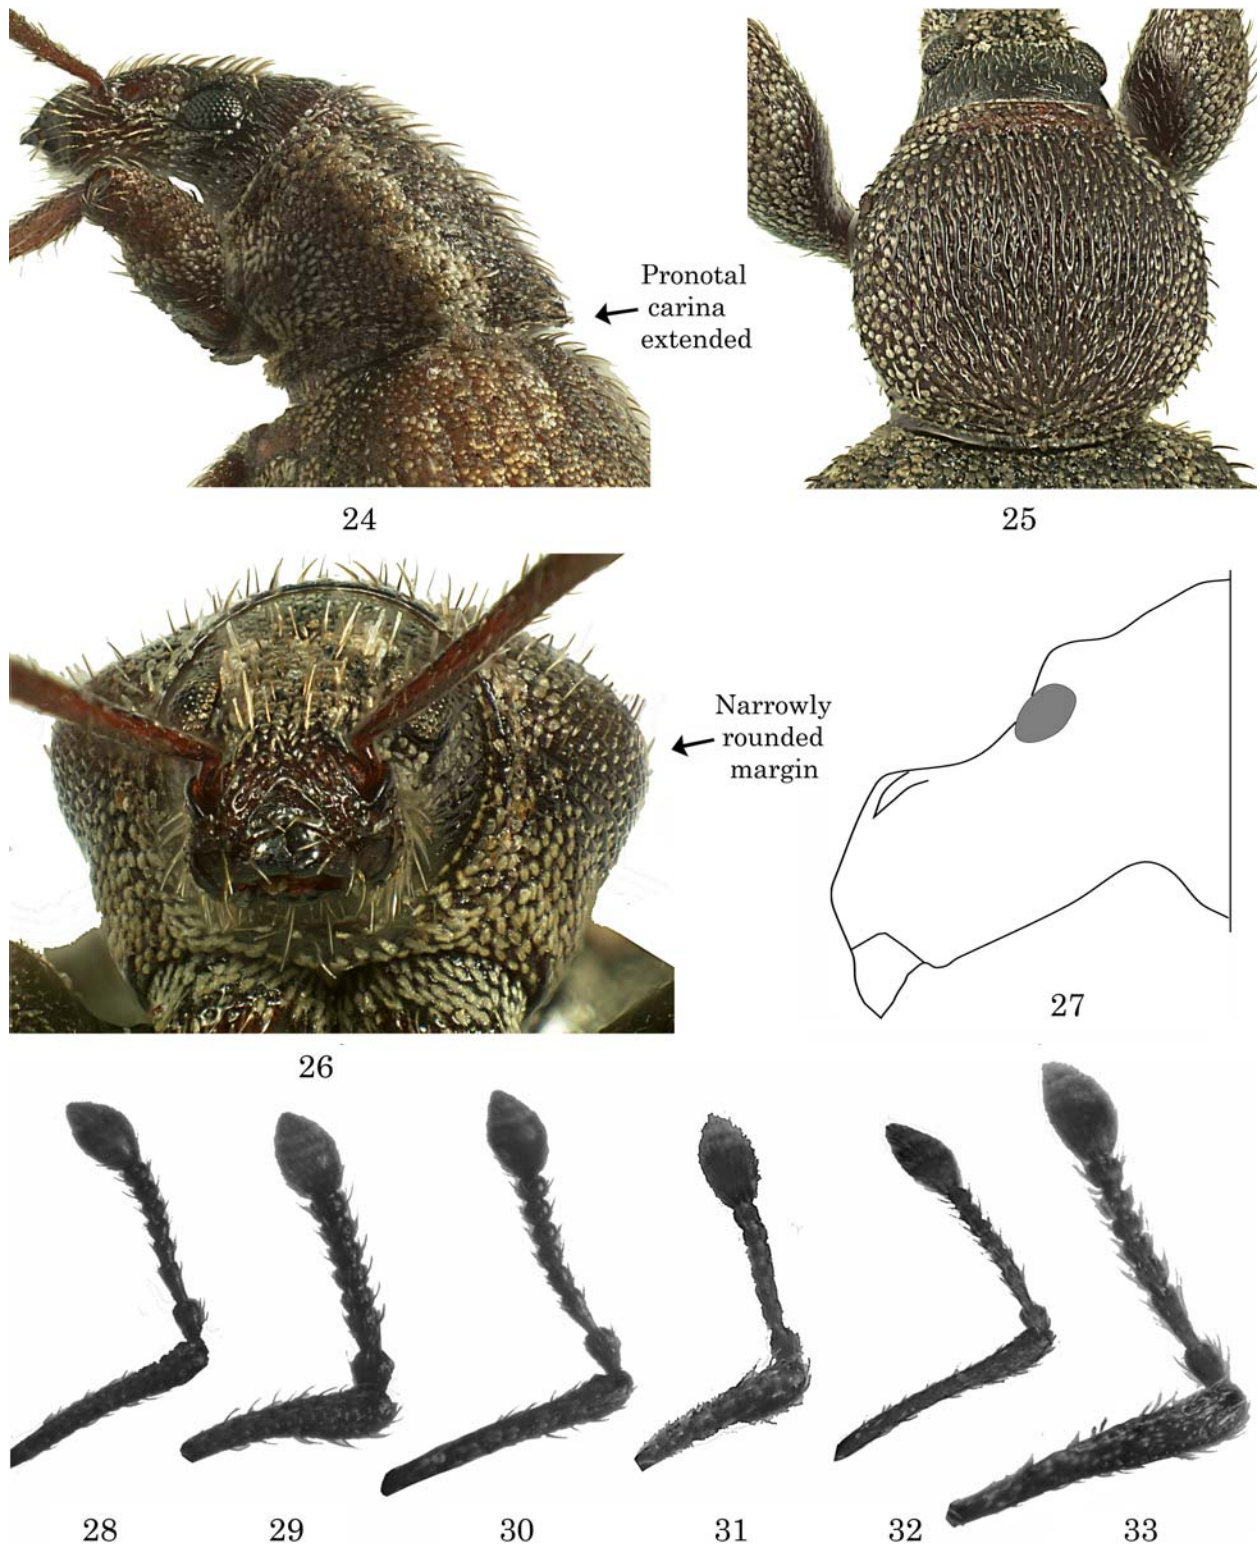 Pronotal
carina
extended
24
25
Narrowly
rounded
margin
26
27
28 29 30 31 32 33